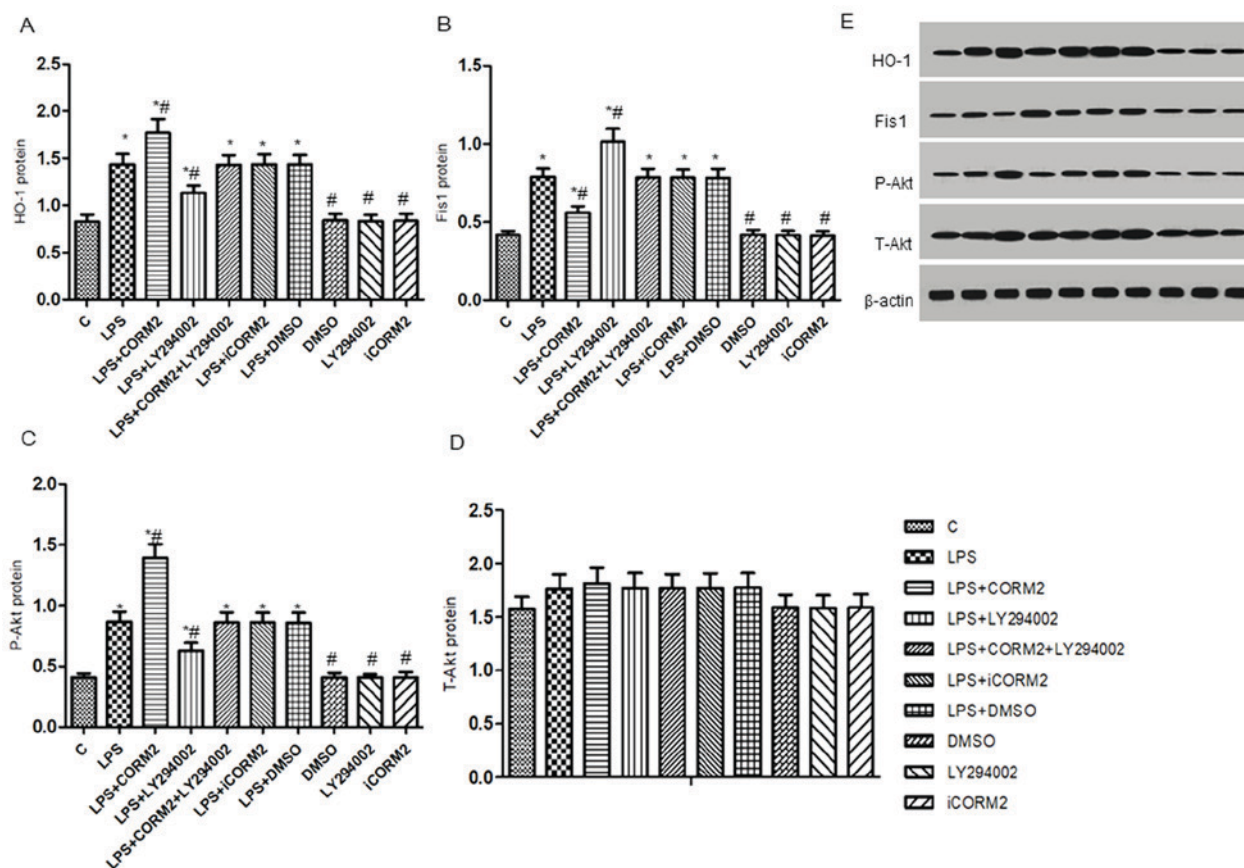 A
HO-1 protein
2.5
2.0
1.5
1.0
0.5
0.0
*
*#
*#
*
*
*
#
#
#
C
LPS
LPS+CORM2
LPS+LY294002
LPS+CORM2+LY294002
LPS+iCORM2
LPS+DMSO
DMSO
LY294002
iCORM2
B
Fis1 protein
1.5
1.0
0.5
0.0
*
*#
*#
*
*
*
#
#
#
C
LPS
LPS+CORM2
LPS+LY294002
LPS+CORM2+LY294002
LPS+iCORM2
LPS+DMSO
DMSO
LY294002
iCORM2
E
HO-1
Fis1
P-Akt
T-Akt
β-actin
C
P-Akt protein
2.0
1.5
1.0
0.5
0.0
*
*#
*#
*
*
*
#
#
#
C
LPS
LPS+CORM2
LPS+LY294002
LPS+CORM2+LY294002
LPS+iCORM2
LPS+DMSO
DMSO
LY294002
iCORM2
D
T-Akt protein
2.5
2.0
1.5
1.0
0.5
0.0
C
LPS
LPS+CORM2
LPS+LY294002
LPS+CORM2+LY294002
LPS+iCORM2
LPS+DMSO
DMSO
LY294002
iCORM2